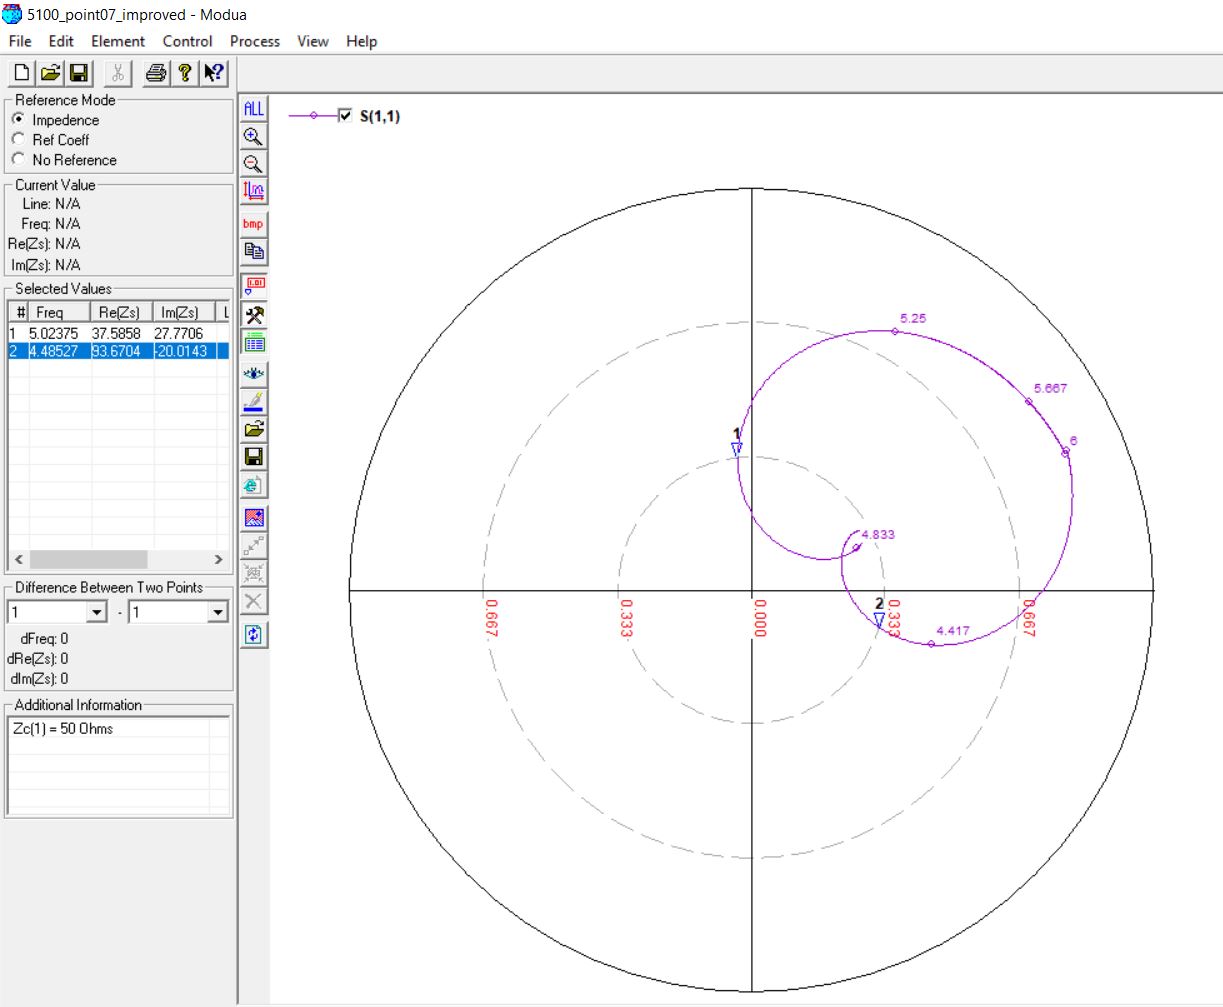 5100_point07_improved - Modua
File Edit Element Control Process View Help
Reference Mode
Impedence
Ref Coeff
No Reference
Current Value
Line: N/A
Freq: N/A
Re(Zs): N/A
Im(Zs): N/A
Selected Values
# Freq Re(Zs) Im(Zs) L
1 5.02375 37.5858 27.7706
2 4.48527 93.6704 -20.0143
Difference Between Two Points
1 - 1
dFreq: 0
dRe(Zs): 0
dIm(Zs): 0
Additional Information
Zc(1) = 50 Ohms
ALL
bmp
1.01
S(1,1)
5.25
5.667
1
6
4.833
2
4.417
0.667 0.333 0.000 0.333 0.667